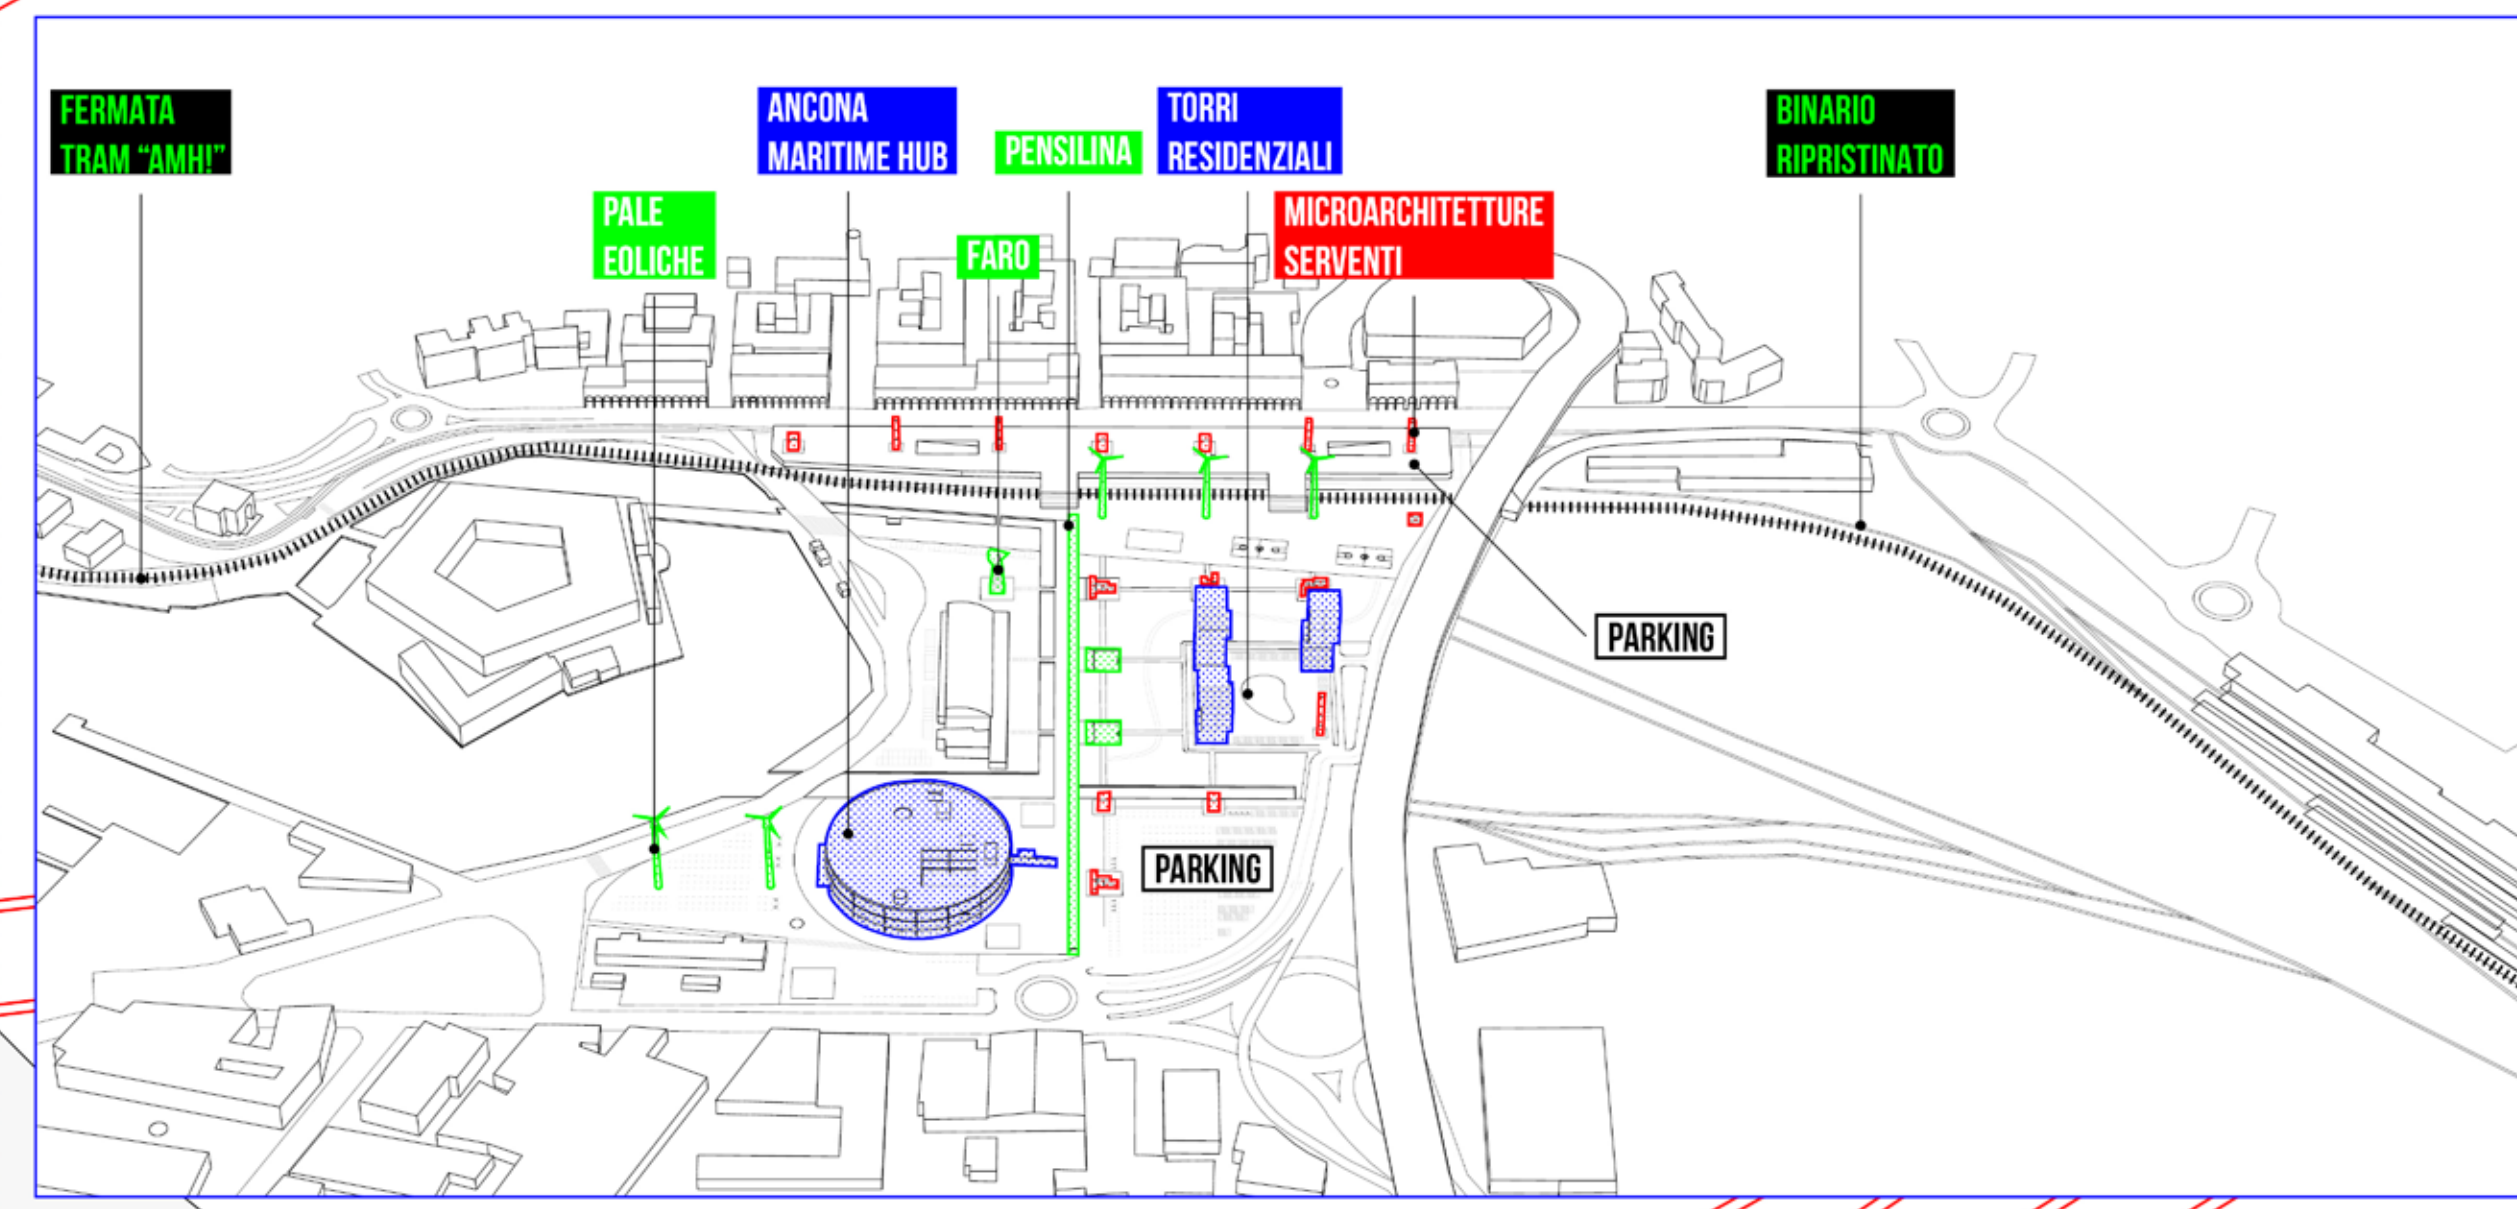 FERMATA
TRAM “AMH!”
PALE
EOLICHE
ANCONA
MARITIME HUB
FARO
PENSILINA
TORRI
RESIDENZIALI
MICROARCHITETTURE
SERVENTI
BINARIO
RIPRISTINATO
PARKING
PARKING